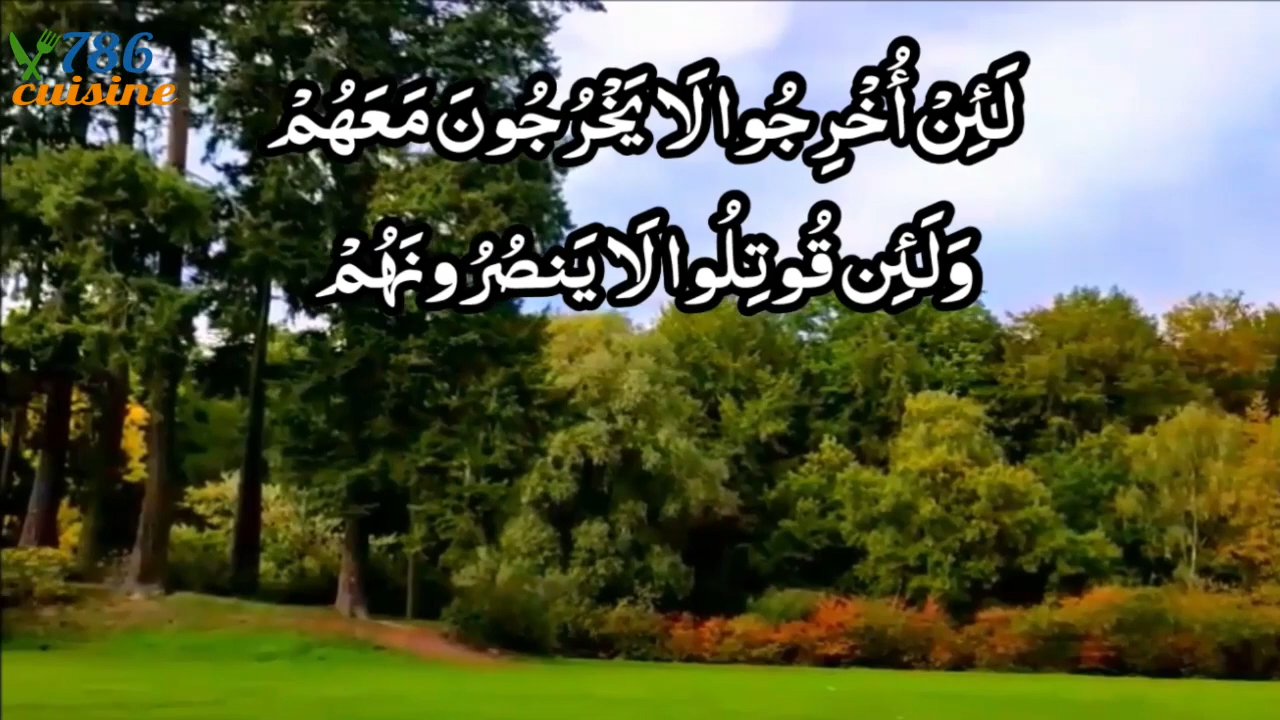 786
cuisine
لَئِنْ أُخْرِجُوا لَا يَخْرُجُونَ مَعَهُمْ
وَلَئِن قُوتِلُوا لَا يَنصُرُونَهُمْ